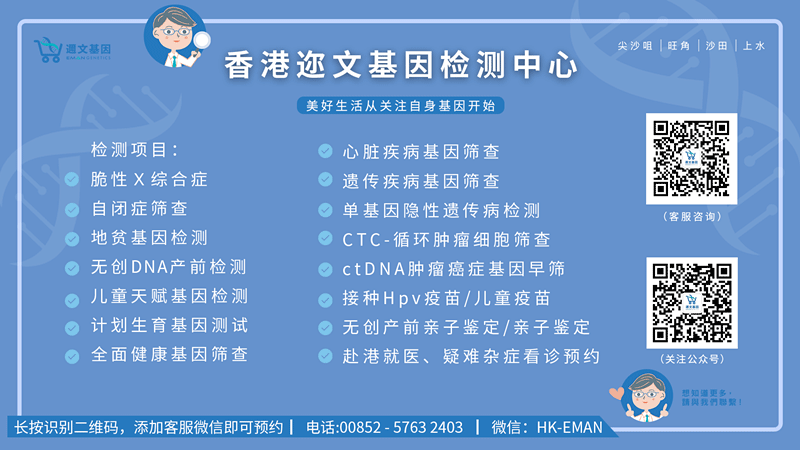 迩文基因
尖沙咀 | 旺角 | 沙田 | 上水
香港迩文基因检测中心
美好生活从关注自身基因开始
检测项目：
脆性X综合症
自闭症筛查
地贫基因检测
无创DNA产前检测
儿童天赋基因检测
计划生育基因测试
全面健康基因筛查
心脏疾病基因筛查
遗传疾病基因筛查
单基因隐性遗传病检测
CTC-循环肿瘤细胞筛查
ctDNA肿瘤癌症基因早筛
接种Hpv疫苗/儿童疫苗
无创产前亲子鉴定/亲子鉴定
赴港就医、疑难杂症看诊预约
（客服咨询）
（关注公众号）
想知道更多，
請與我們聯繫！
长按识别二维码，添加客服微信即可预约 | 电话:00852 - 5763 2403 | 微信：HK-EMAN